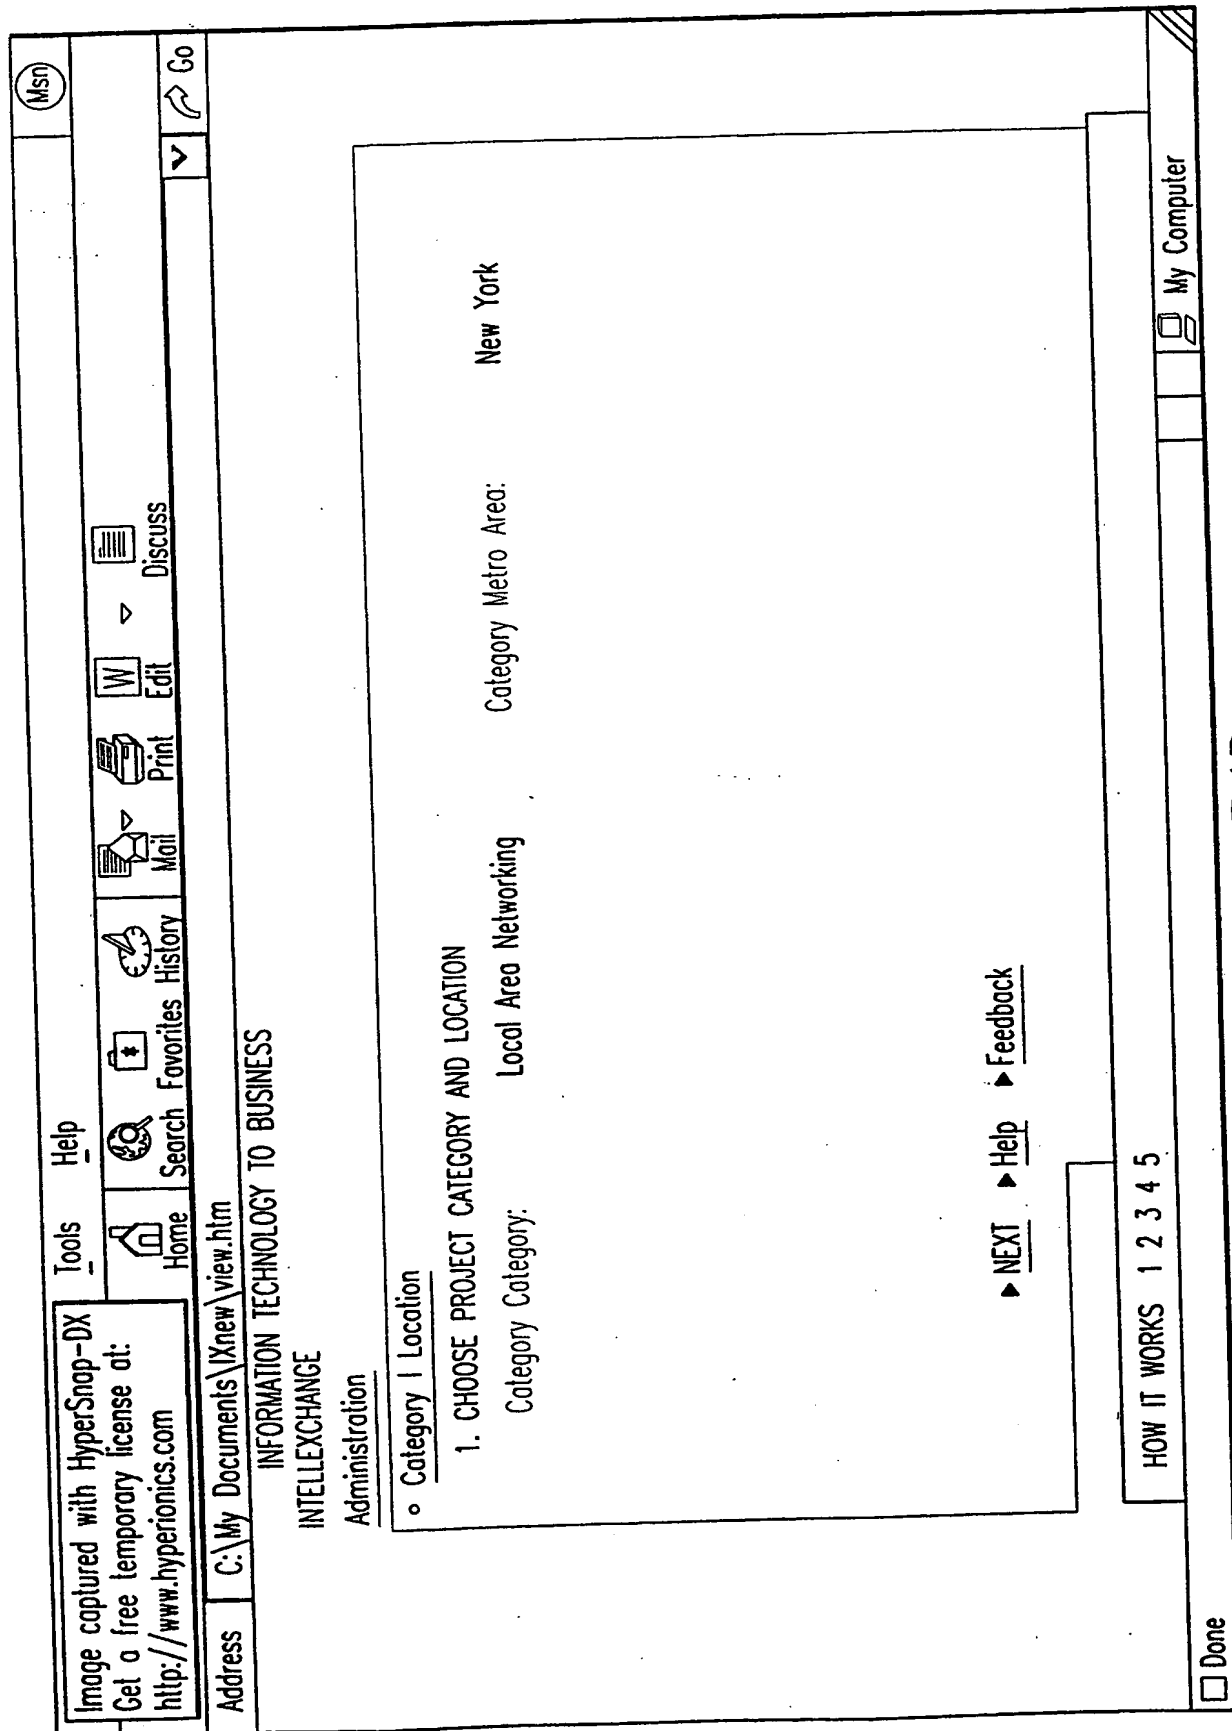 Image captured with HyperSnap-DX
Get a free temporary license at:
http://www.hyperionics.com
Tools Help
Msn
Home Search Favorites History Mail Print Edit Discuss
Address C:\My Documents\IXnew\view.htm Go
INFORMATION TECHNOLOGY TO BUSINESS
INTELLEXCHANGE
Administration
Category | Location
1. CHOOSE PROJECT CATEGORY AND LOCATION
Category Category: Local Area Networking Category Metro Area: New York
NEXT Help Feedback
HOW IT WORKS 1 2 3 4 5
Done My Computer